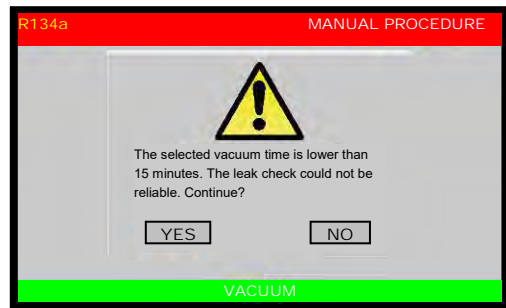 R134a MANUAL PROCEDURE
The selected vacuum time is lower than
15 minutes. The leak check could not be
reliable. Continue?
YES NO
VACUUM